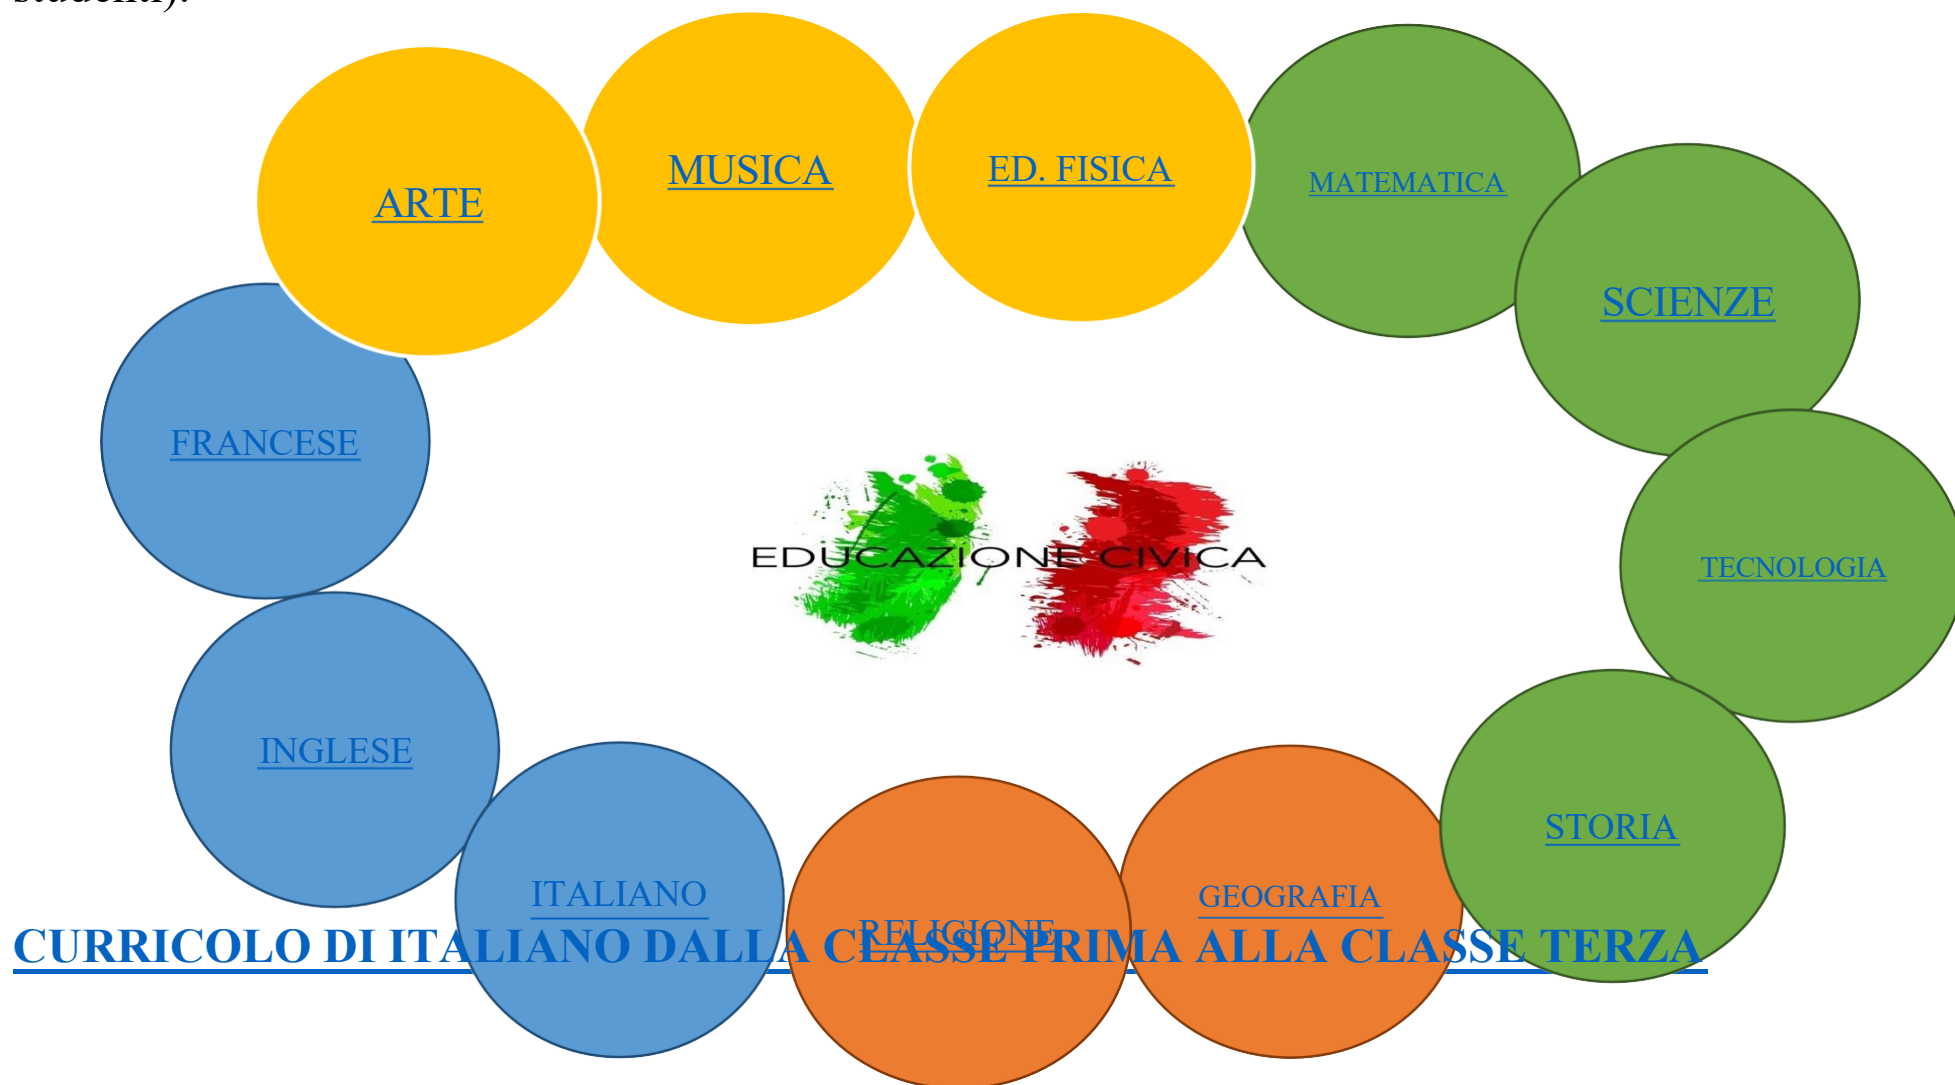 studenti).
MUSICA
ED. FISICA
MATEMATICA
ARTE
SCIENZE
FRANCESE
EDUCAZIONE CIVICA
TECNOLOGIA
INGLESE
STORIA
ITALIANO
GEOGRAFIA
RELIGIONE
CURRICOLO DI ITALIANO DALLA CLASSE PRIMA ALLA CLASSE TERZA